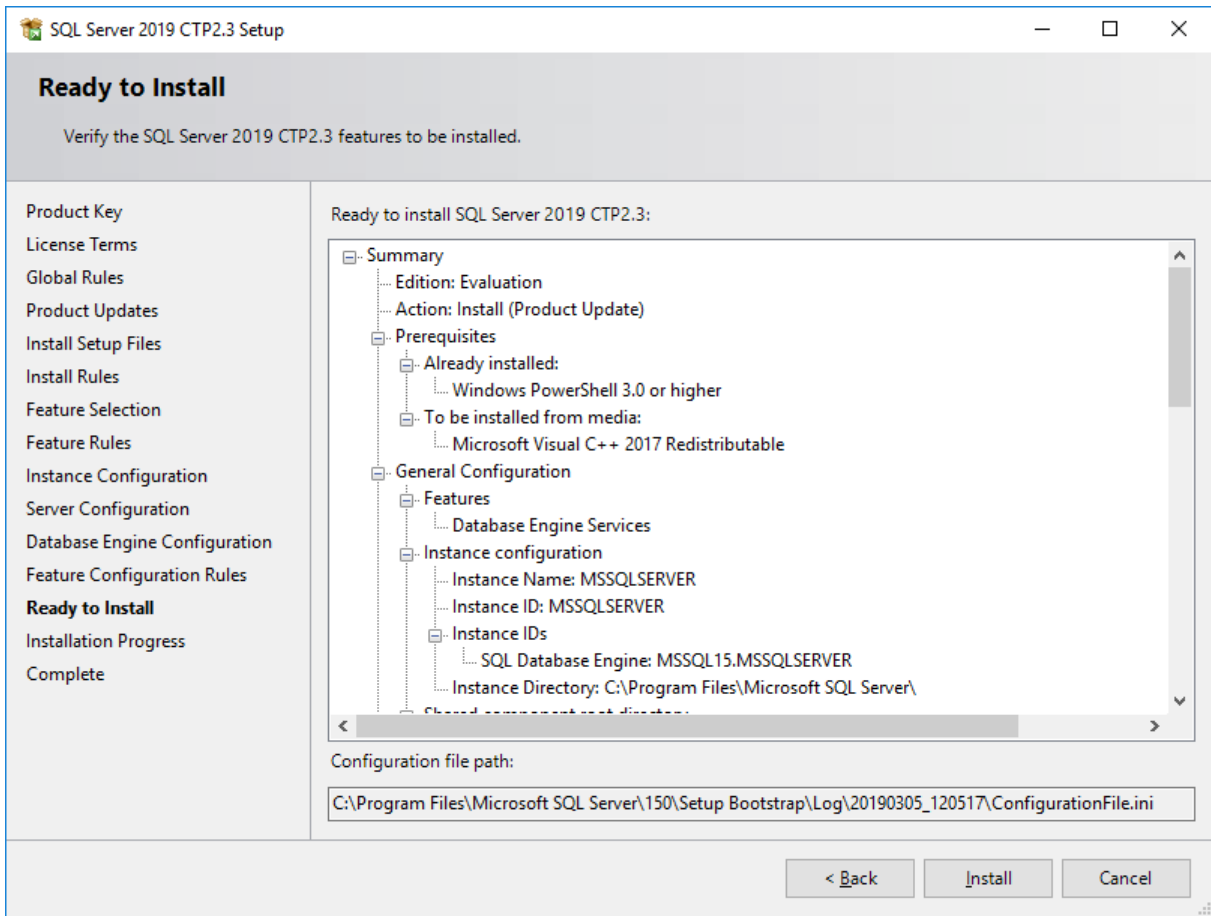 SQL Server 2019 CTP2.3 Setup
Ready to Install
Verify the SQL Server 2019 CTP2.3 features to be installed.
Product Key
License Terms
Global Rules
Product Updates
Install Setup Files
Install Rules
Feature Selection
Feature Rules
Instance Configuration
Server Configuration
Database Engine Configuration
Feature Configuration Rules
Ready to Install
Installation Progress
Complete
Ready to install SQL Server 2019 CTP2.3:
Summary
Edition: Evaluation
Action: Install (Product Update)
Prerequisites
Already installed:
Windows PowerShell 3.0 or higher
To be installed from media:
Microsoft Visual C++ 2017 Redistributable
General Configuration
Features
Database Engine Services
Instance configuration
Instance Name: MSSQLSERVER
Instance ID: MSSQLSERVER
Instance IDs
SQL Database Engine: MSSQL15.MSSQLSERVER
Instance Directory: C:\Program Files\Microsoft SQL Server\
Shared component root directory
Configuration file path:
C:\Program Files\Microsoft SQL Server\150\Setup Bootstrap\Log\20190305_120517\ConfigurationFile.ini
< Back
Install
Cancel